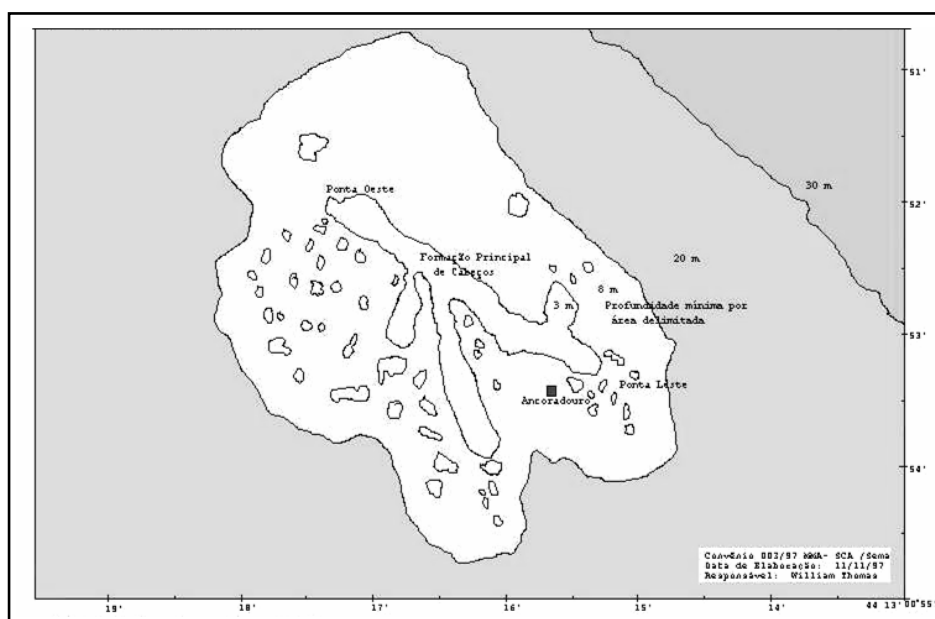 51'
30 m
Ponta Oeste
52'
Formação Principal
de Cabeços
20 m
8 m
3 m
Profundidade mínima por
área delimitada
53'
Ponta Léste
Ancoradouro
54'
Convênio 003/97 MMA- SCA /Sema
Data de Elaboração: 11/11/97
Responsável: William Thomas
19'
18'
17'
16'
15'
14'
44 13'00"55'